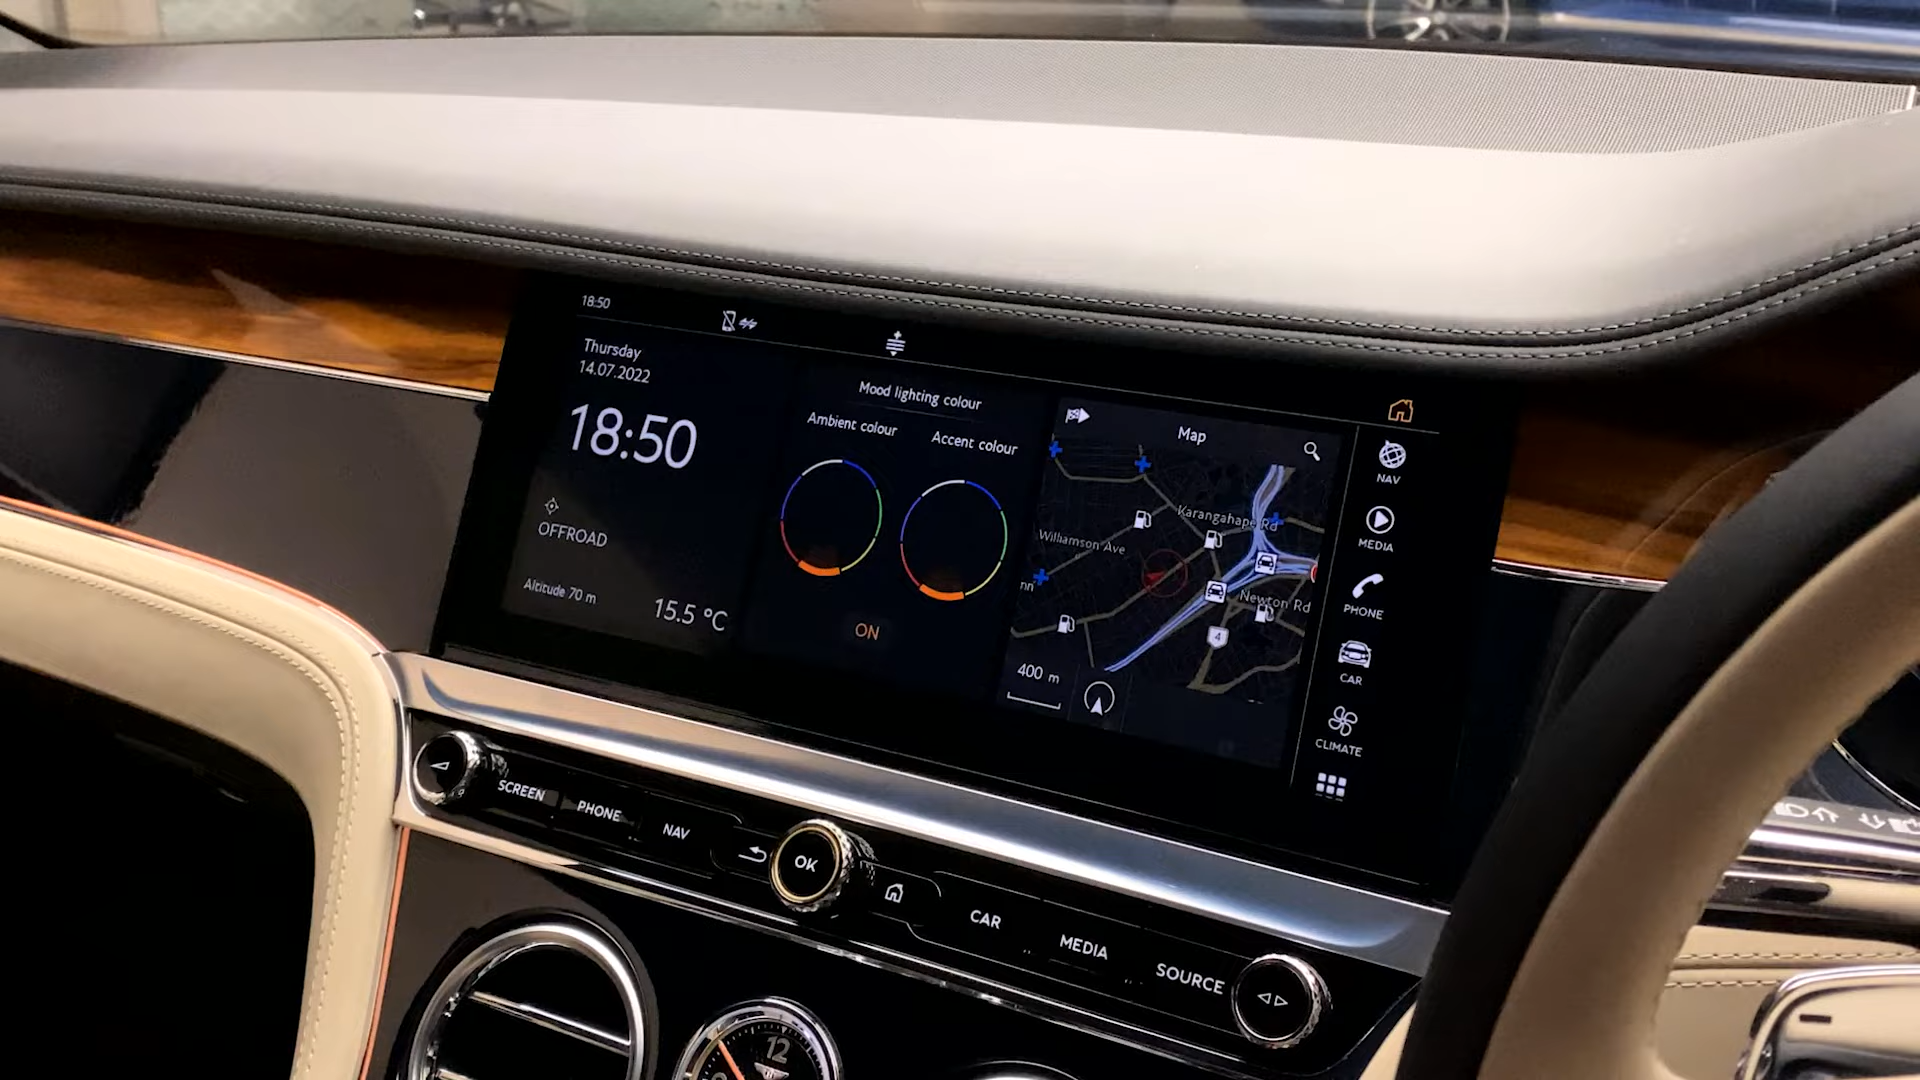 18:50
Thursday
14.07.2022
18:50
OFFROAD
Altitude 70 m
15.5 °C
Mood lighting colour
Ambient colour
Accent colour
ON
Map
Karangahape Rd
Williamson Ave
nn
Newton Rd
4
400 m
NAV
MEDIA
PHONE
CAR
CLIMATE
SCREEN
PHONE
NAV
OK
CAR
MEDIA
SOURCE
12